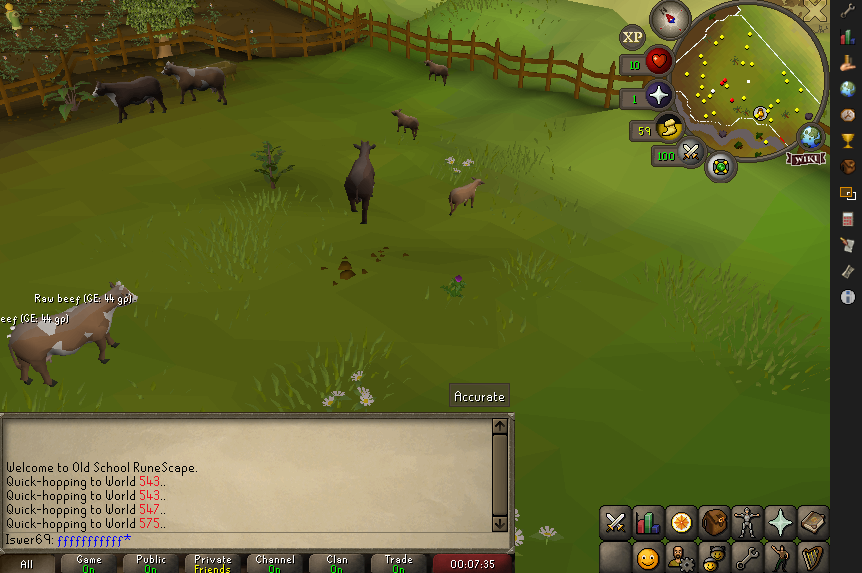 XP
10
1
59
100
WIKI
Raw beef (GE: 44 gp)
eef (GE: 44 gp)
Accurate
Welcome to Old School RuneScape.
Quick-hopping to World 543..
Quick-hopping to World 543..
Quick-hopping to World 547..
Quick-hopping to World 575..
Iswer69: fffffffffff*
All
Game
On
Public
On
Private
Friends
Channel
On
Clan
On
Trade
On
00:07:35